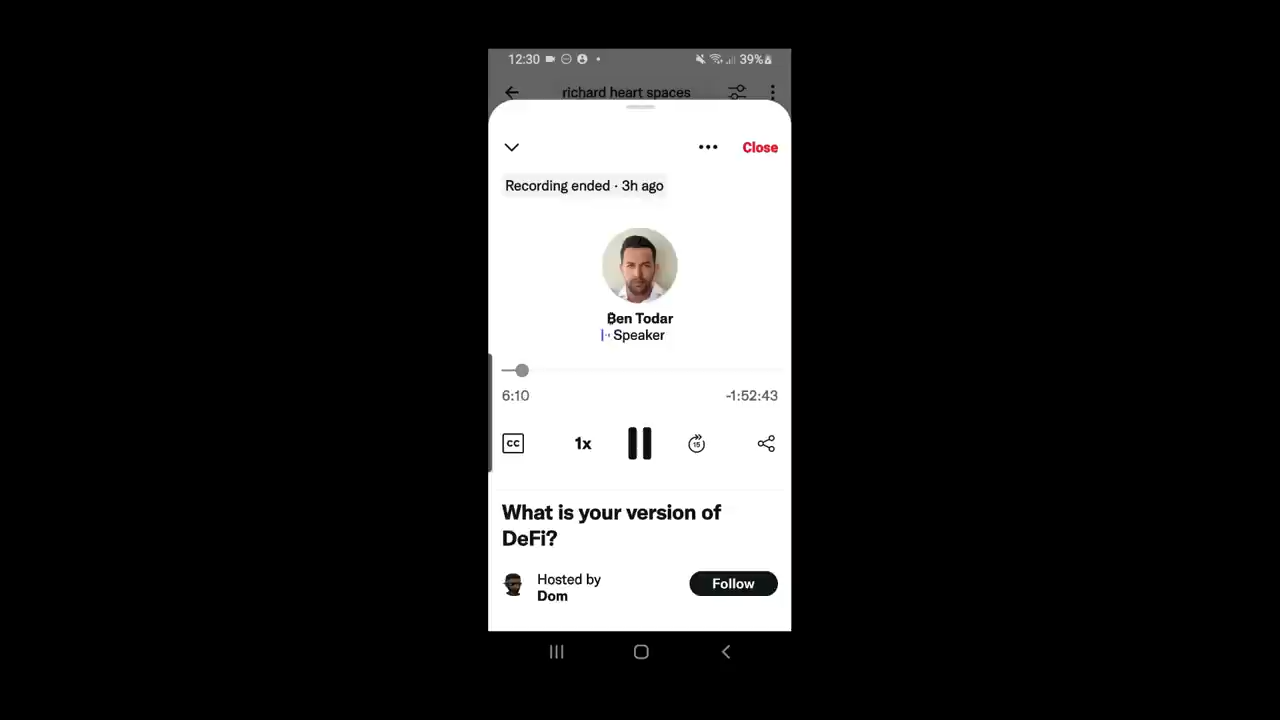 12:30 39%
richard heart spaces
Close
Recording ended · 3h ago
₿en Todar
Speaker
6:10 -1:52:43
CC 1x 15
What is your version of
DeFi?
Hosted by
Dom
Follow